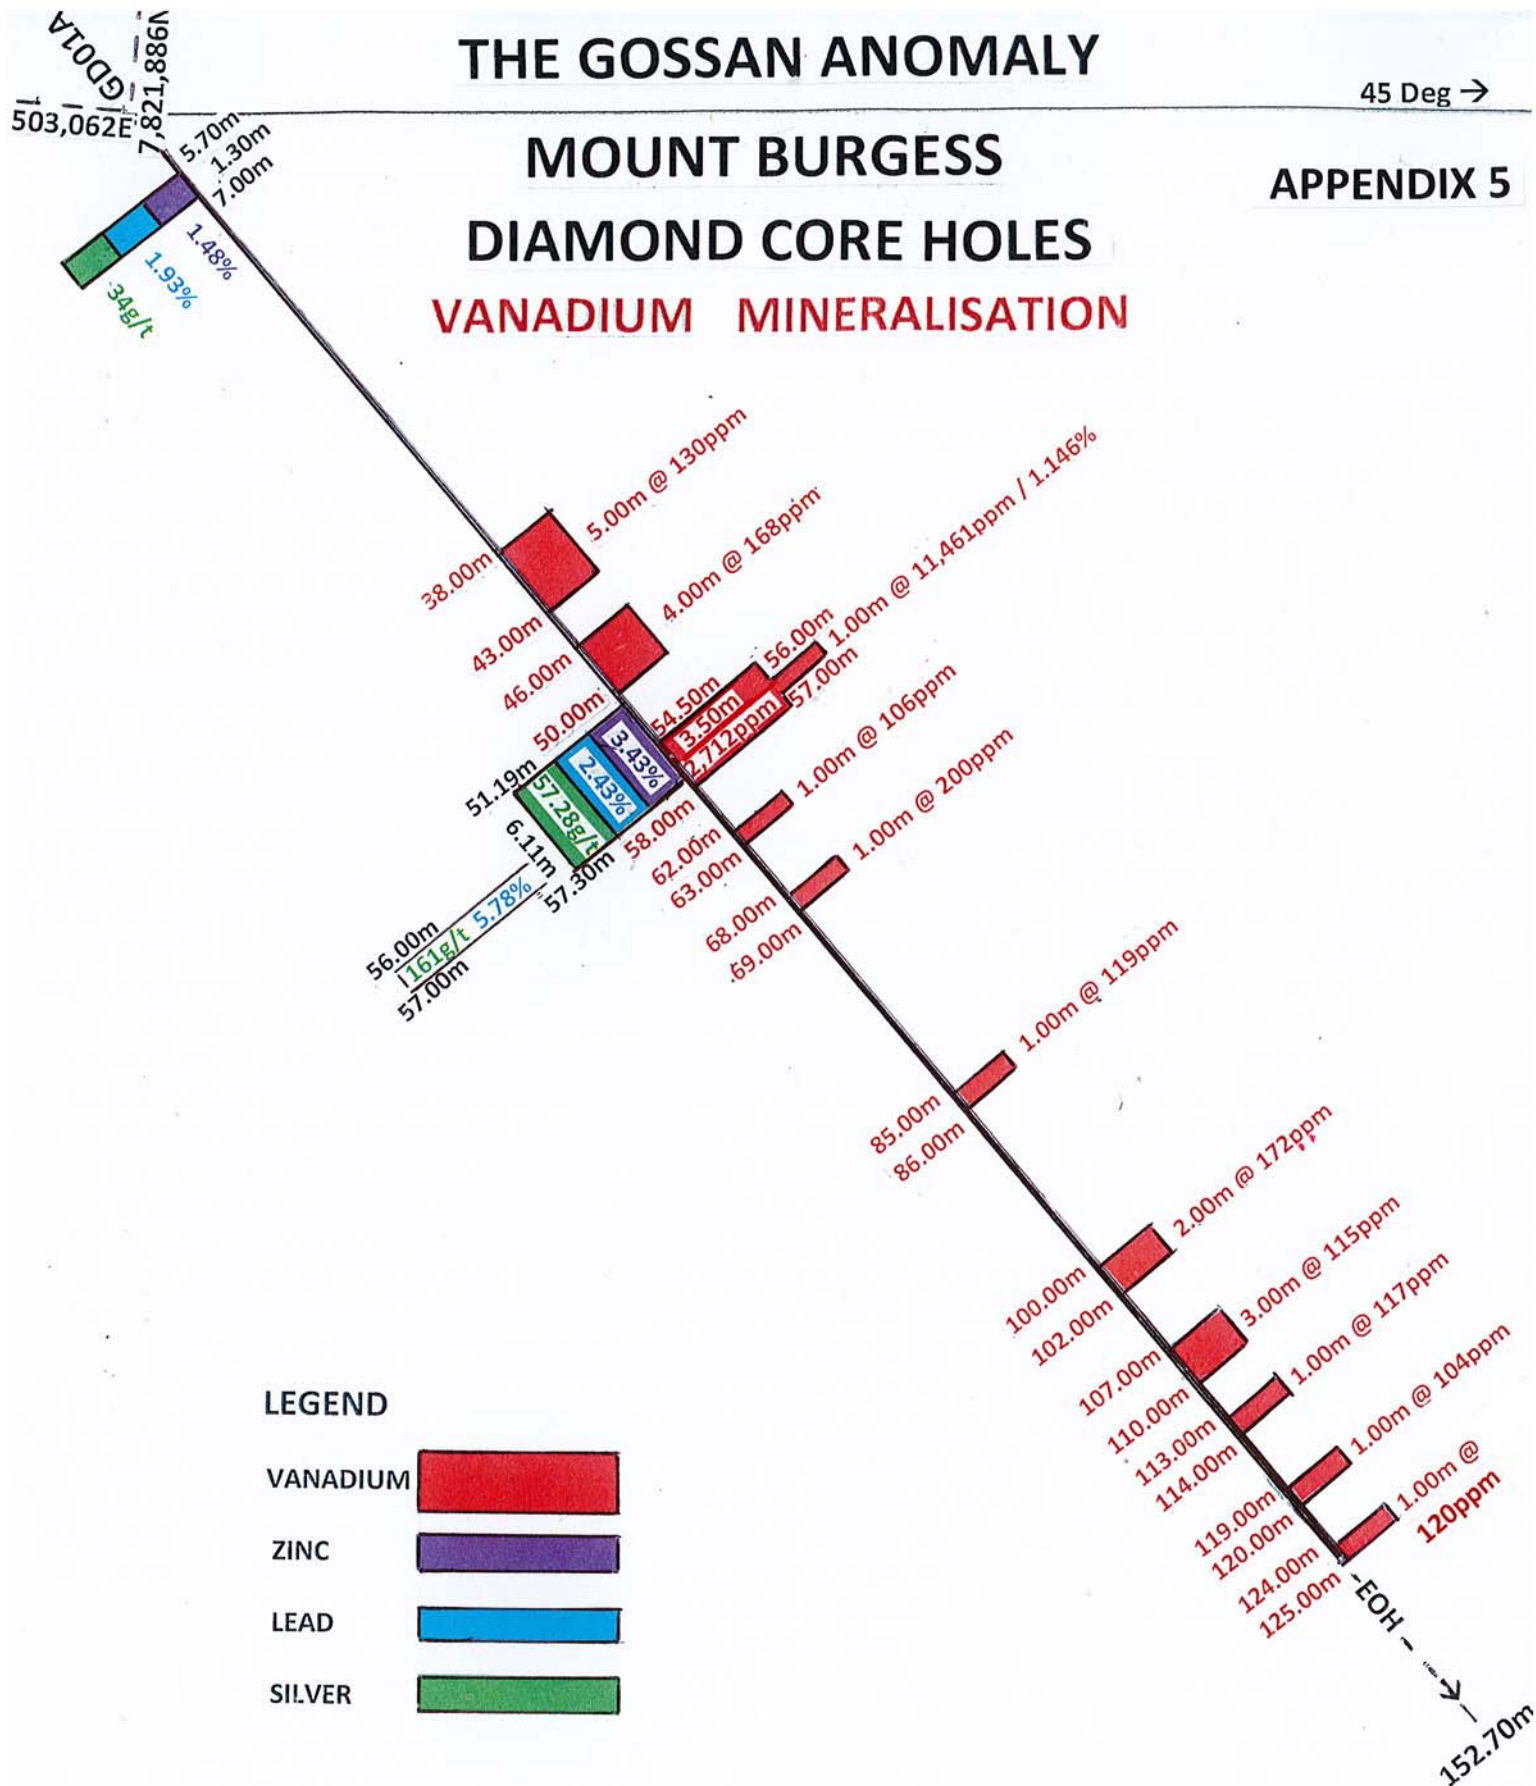 THE GOSSAN ANOMALY
45 Deg →
GD01A
7,821,886N
503,062E
MOUNT BURGESS
DIAMOND CORE HOLES
APPENDIX 5
VANADIUM MINERALISATION
5.70m
1.30m
7.00m
1.48%
1.93%
34g/t
5.00m @ 130ppm
38.00m
43.00m
4.00m @ 168ppm
46.00m
50.00m
1.00m @ 11,461ppm / 1.146%
56.00m
57.00m
54.50m
3.50m
2,712ppm
58.00m
3.43%
2.43%
57.28g/t
51.19m
6.11m
57.30m
56.00m
161g/t 5.78%
57.00m
1.00m @ 106ppm
62.00m
63.00m
1.00m @ 200ppm
68.00m
69.00m
1.00m @ 119ppm
85.00m
86.00m
2.00m @ 172ppm
100.00m
102.00m
3.00m @ 115ppm
107.00m
110.00m
1.00m @ 117ppm
113.00m
114.00m
1.00m @ 104ppm
119.00m
120.00m
1.00m @
120ppm
124.00m
125.00m
EOH
152.70m
LEGEND
VANADIUM
ZINC
LEAD
SILVER